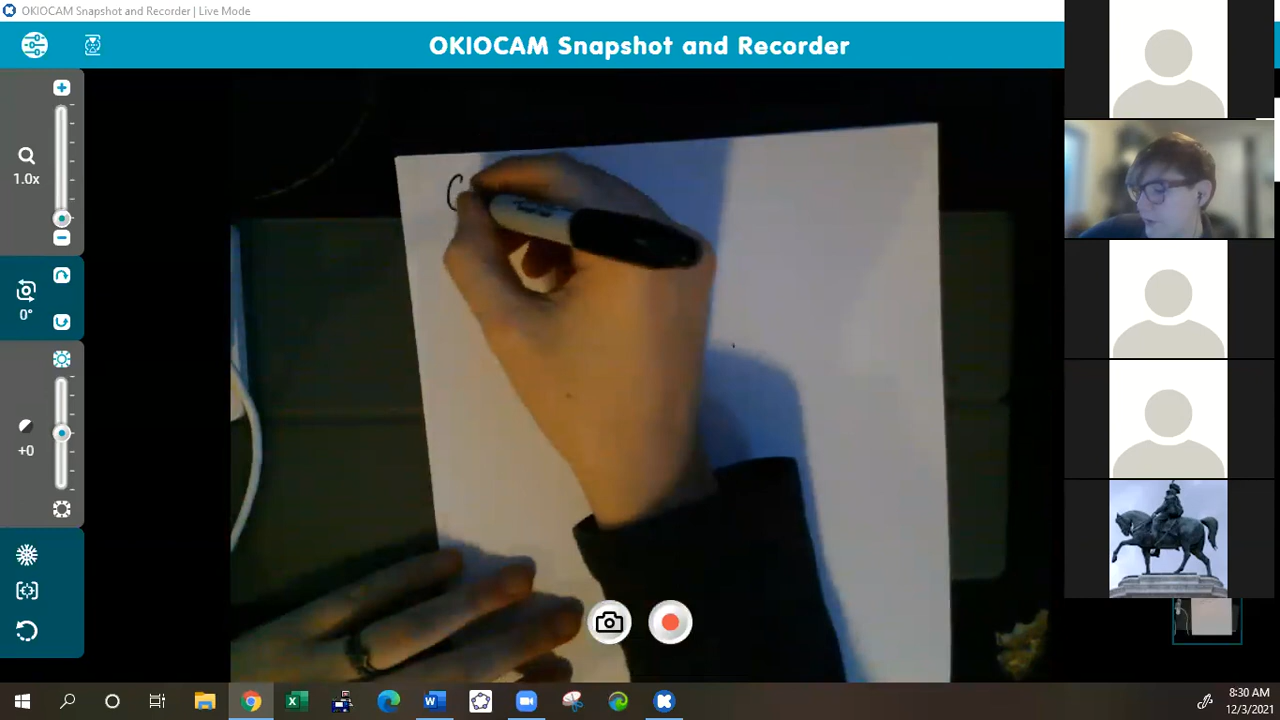 OKIOCAM Snapshot and Recorder | Live Mode
OKIOCAM Snapshot and Recorder
1.0x
0°
+0
8:30 AM
12/3/2021